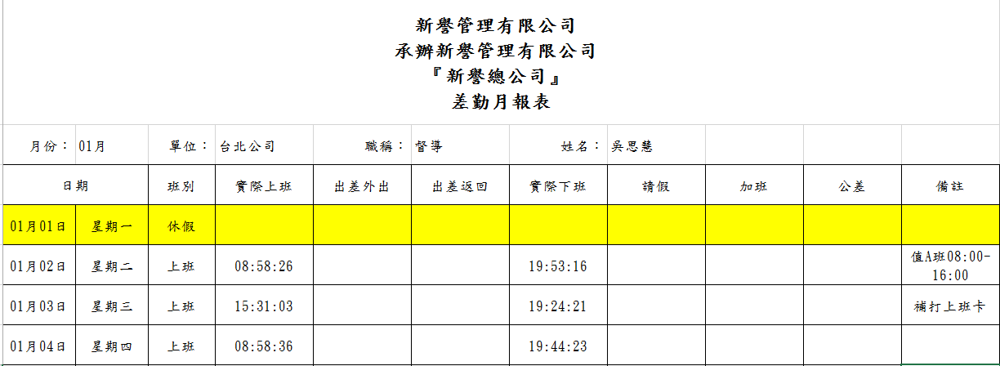 新譽管理有限公司
承辦新譽管理有限公司
『新譽總公司』
差勤月報表
月份： 01月 單位： 台北公司 職稱： 督導 姓名： 吳思慧
日期 班別 實際上班 出差外出 出差返回 實際下班 請假 加班 公差 備註
01月01日 星期一 休假
01月02日 星期二 上班 08:58:26 19:53:16 值A班08:00-
16:00
01月03日 星期三 上班 15:31:03 19:24:21 補打上班卡
01月04日 星期四 上班 08:58:36 19:44:23